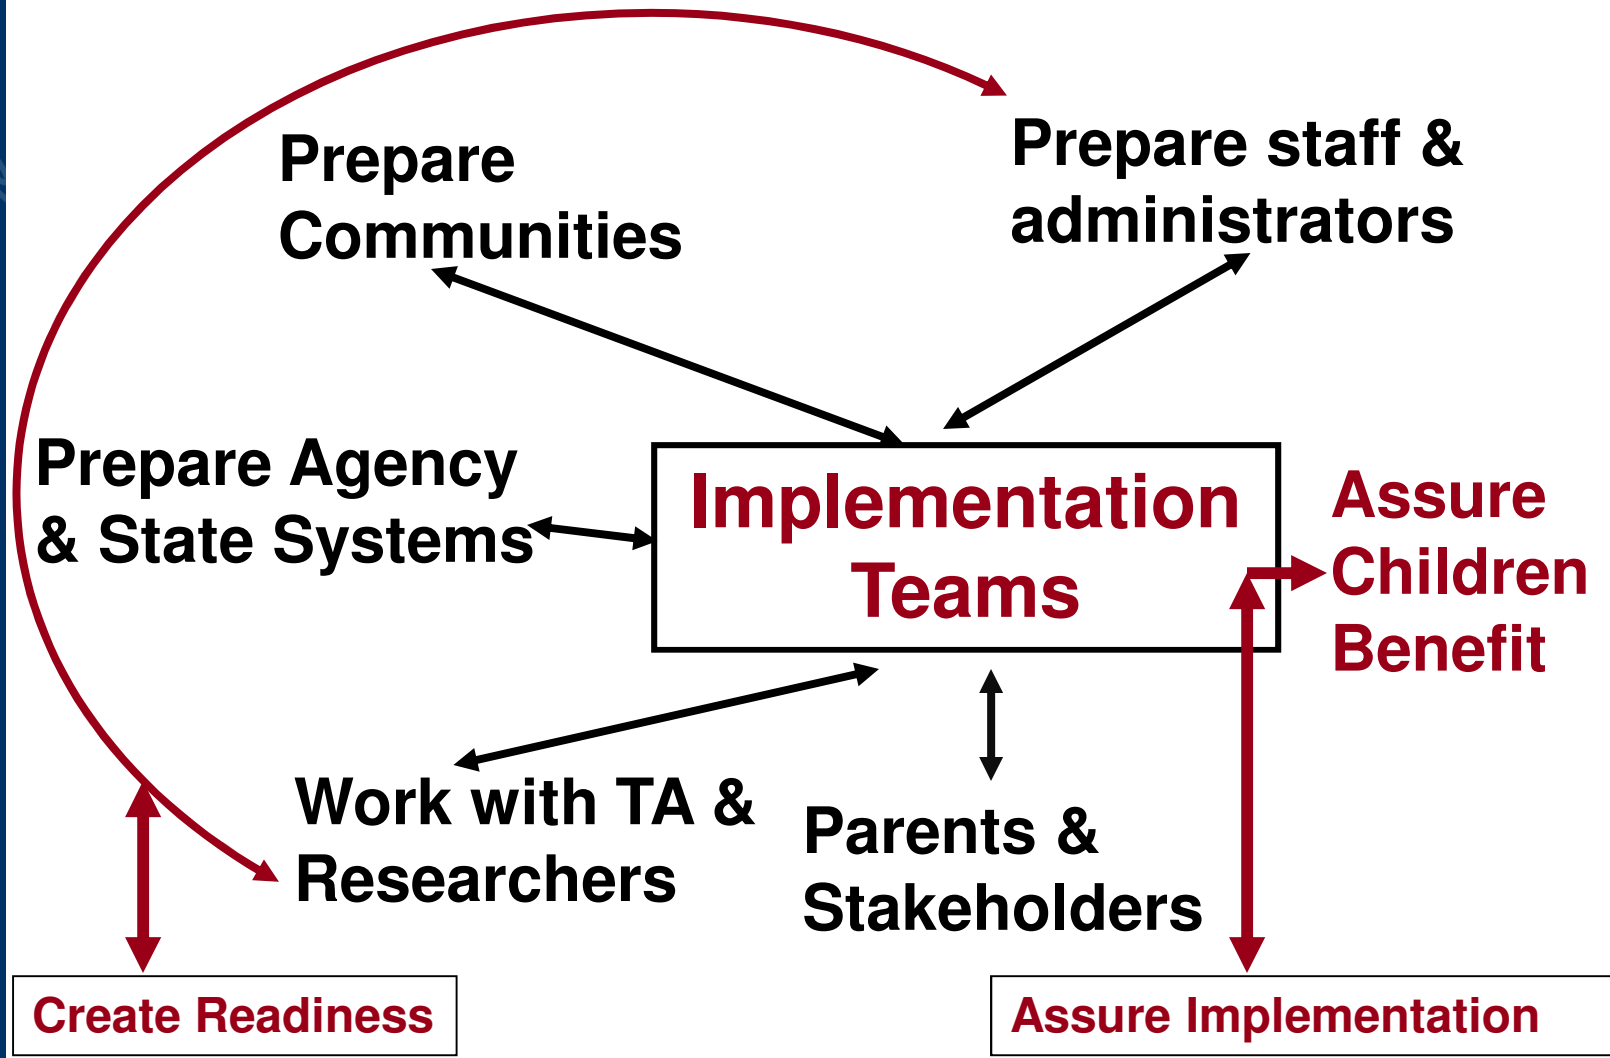 Prepare
Communities
Prepare staff &
administrators
Prepare Agency
& State Systems
Implementation
Teams
Assure
Children
Benefit
Work with TA &
Researchers
Parents &
Stakeholders
Create Readiness
Assure Implementation